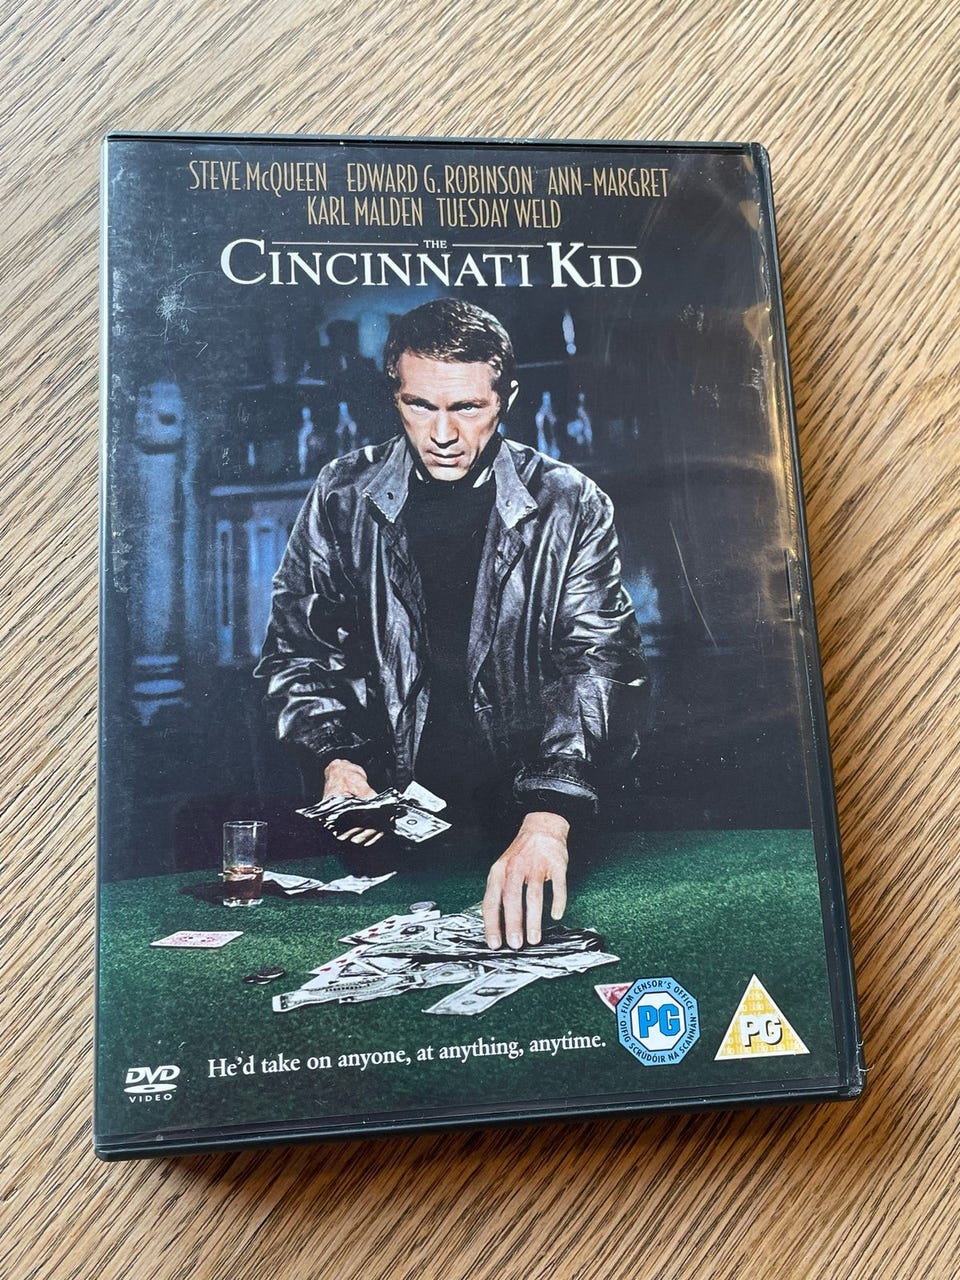 STEVE McQUEEN EDWARD G. ROBINSON ANN-MARGRET
KARL MALDEN TUESDAY WELD
THE
CINCINNATI KID
He'd take on anyone, at anything, anytime.
FILM CENSOR'S OFFICE
PG
OIFIG SCRÚDÓIR NA SCANNÁN
PG
DVD
VIDEO